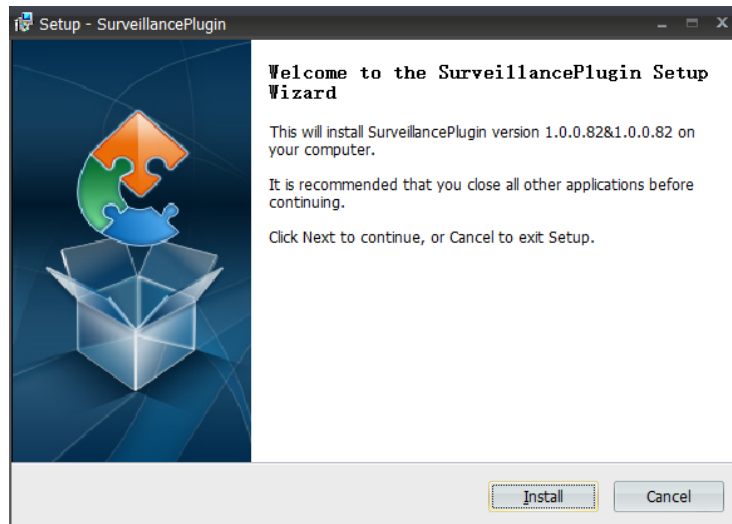 Setup - SurveillancePlugin
Welcome to the SurveillancePlugin Setup
Wizard
This will install SurveillancePlugin version 1.0.0.82&1.0.0.82 on
your computer.
It is recommended that you close all other applications before
continuing.
Click Next to continue, or Cancel to exit Setup.
Install
Cancel